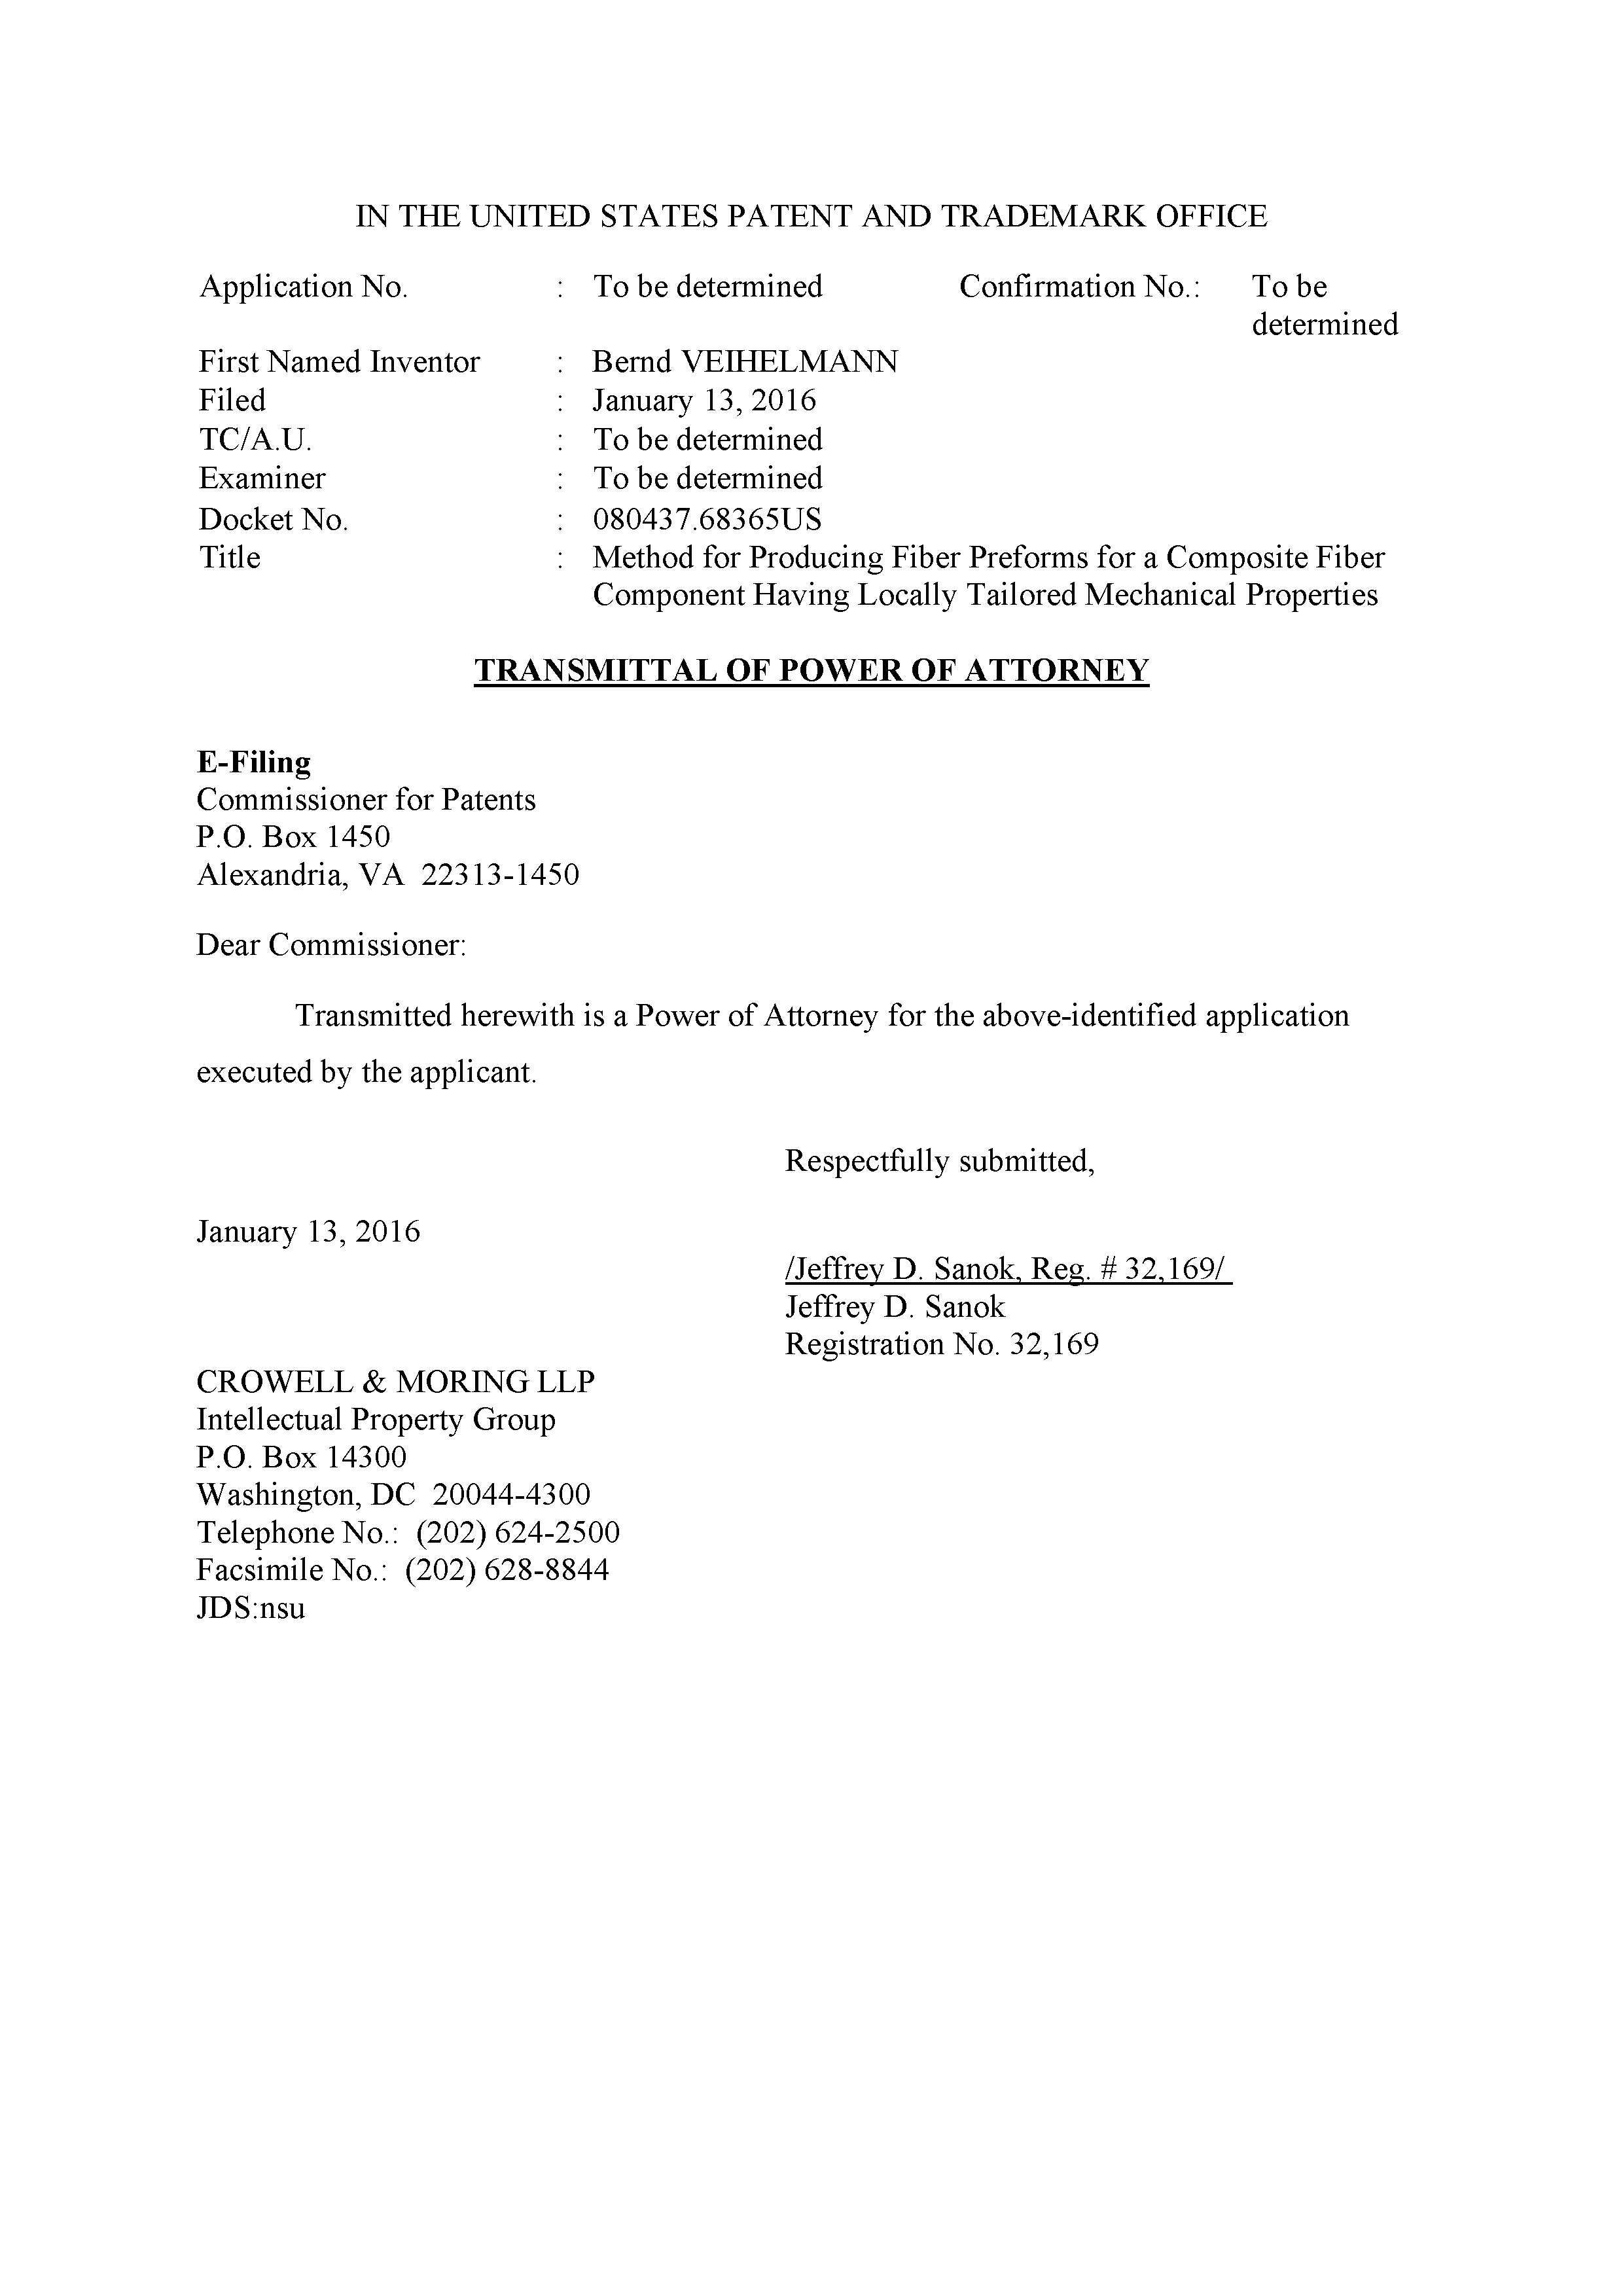 IN THE UNITED STATES PATENT AND TRADEMARK OFFICE
Application No. : To be determined Confirmation No.: To be
determined
First Named Inventor : Bernd VEIHELMANN
Filed : January 13, 2016
TC/A.U. : To be determined
Examiner : To be determined
Docket No. : 080437.68365US
Title : Method for Producing Fiber Preforms for a Composite Fiber
Component Having Locally Tailored Mechanical Properties
TRANSMITTAL OF POWER OF ATTORNEY
E-Filing
Commissioner for Patents
P.O. Box 1450
Alexandria, VA 22313-1450
Dear Commissioner:
Transmitted herewith is a Power of Attorney for the above-identified application
executed by the applicant.
Respectfully submitted,
January 13, 2016
/Jeffrey D. Sanok, Reg. # 32,169/
Jeffrey D. Sanok
Registration No. 32,169
CROWELL & MORING LLP
Intellectual Property Group
P.O. Box 14300
Washington, DC 20044-4300
Telephone No.: (202) 624-2500
Facsimile No.: (202) 628-8844
JDS:nsu